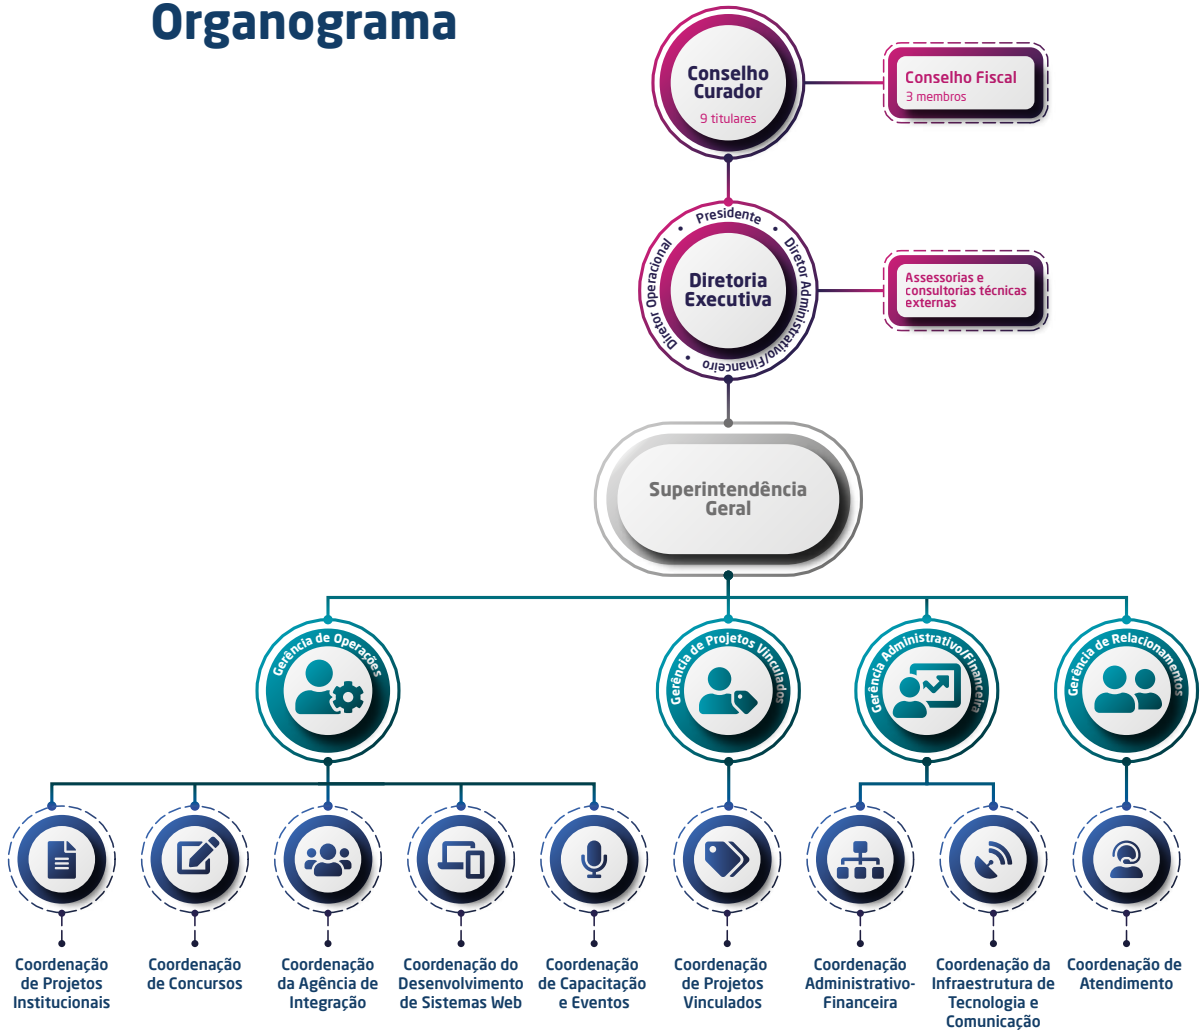 Organograma
Conselho
Curador
9 titulares
Conselho Fiscal
3 membros
Presidente • Diretor Administrativo/Financeiro • Diretor Operacional •
Diretoria
Executiva
Assessorias e
consultorias técnicas
externas
Superintendência
Geral
Gerência de Operações
Gerência de Projetos Vinculados
Gerência Administrativo/Financeira
Gerência de Relacionamentos
Coordenação
de Projetos
Institucionais
Coordenação
de Concursos
Coordenação
da Agência de
Integração
Coordenação do
Desenvolvimento
de Sistemas Web
Coordenação
de Capacitação
e Eventos
Coordenação
de Projetos
Vinculados
Coordenação
Administrativo-
Financeira
Coordenação da
Infraestrutura de
Tecnologia e
Comunicação
Coordenação de
Atendimento